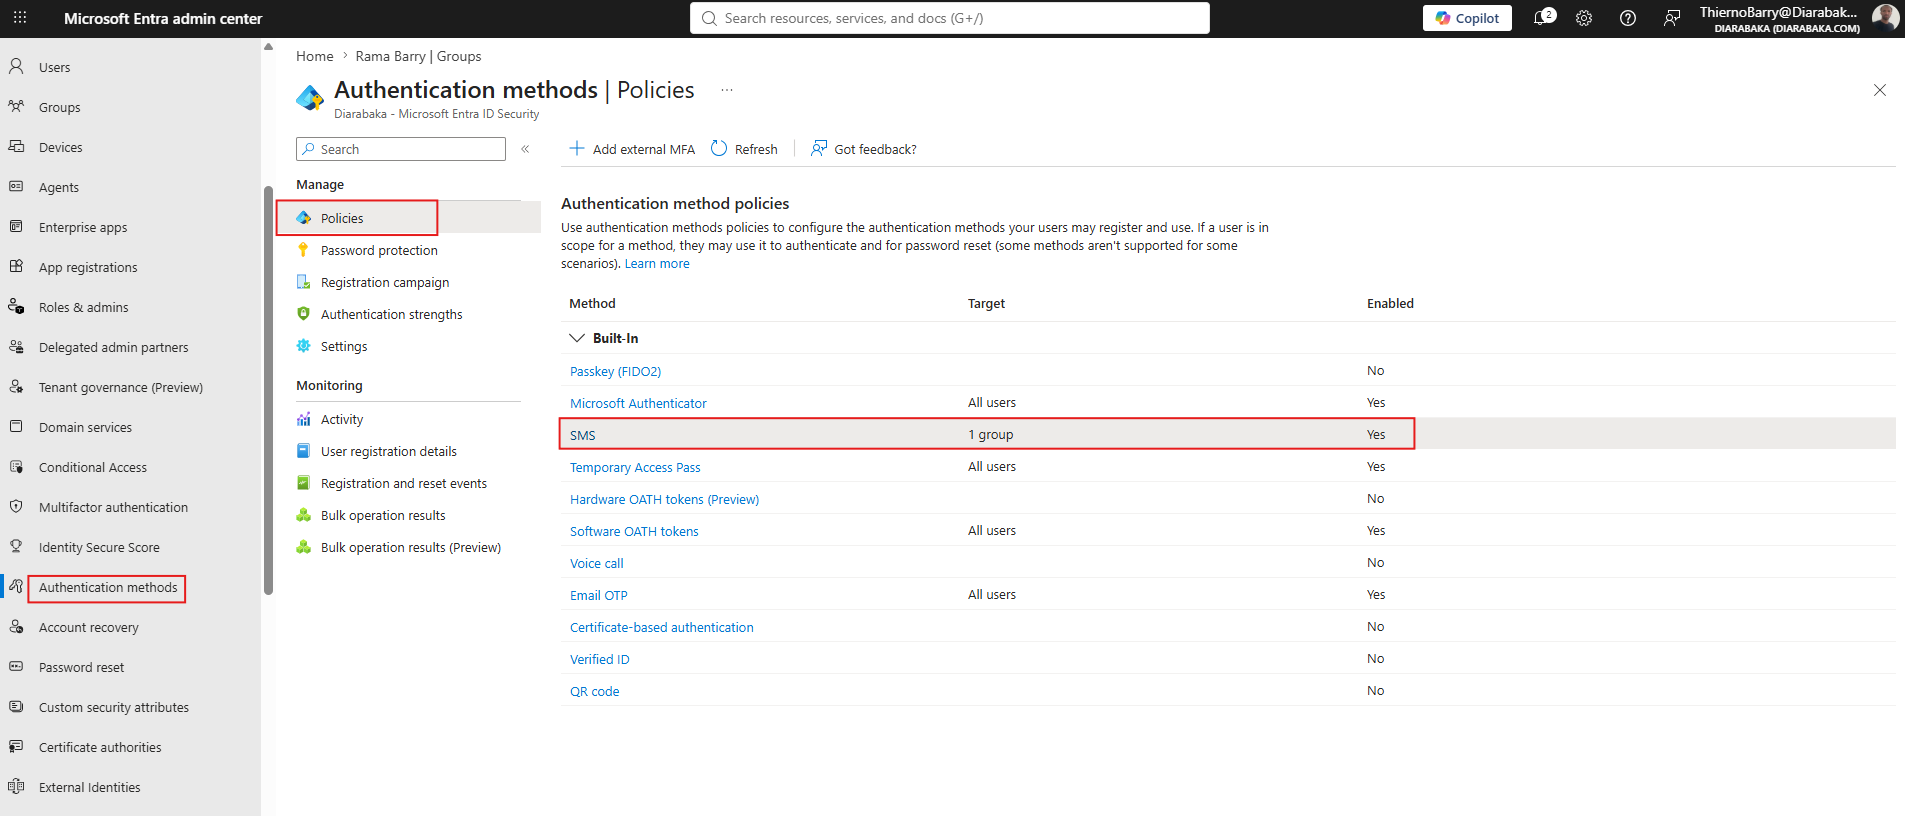 Microsoft Entra admin center
Search resources, services, and docs (G+/)
Copilot
2
ThiernoBarry@Diarabak...
DIARABAKA (DIARABAKA.COM)
Users
Groups
Devices
Agents
Enterprise apps
App registrations
Roles & admins
Delegated admin partners
Tenant governance (Preview)
Domain services
Conditional Access
Multifactor authentication
Identity Secure Score
Authentication methods
Account recovery
Password reset
Custom security attributes
Certificate authorities
External Identities
Home > Rama Barry | Groups
Authentication methods | Policies ...
Diarabaka - Microsoft Entra ID Security
Search
«
Manage
Policies
Password protection
Registration campaign
Authentication strengths
Settings
Monitoring
Activity
User registration details
Registration and reset events
Bulk operation results
Bulk operation results (Preview)
Add external MFA Refresh Got feedback?
Authentication method policies
Use authentication methods policies to configure the authentication methods your users may register and use. If a user is in
scope for a method, they may use it to authenticate and for password reset (some methods aren't supported for some
scenarios). Learn more
Method Target Enabled
Built-In
Passkey (FIDO2) No
Microsoft Authenticator All users Yes
SMS 1 group Yes
Temporary Access Pass All users Yes
Hardware OATH tokens (Preview) No
Software OATH tokens All users Yes
Voice call No
Email OTP All users Yes
Certificate-based authentication No
Verified ID No
QR code No